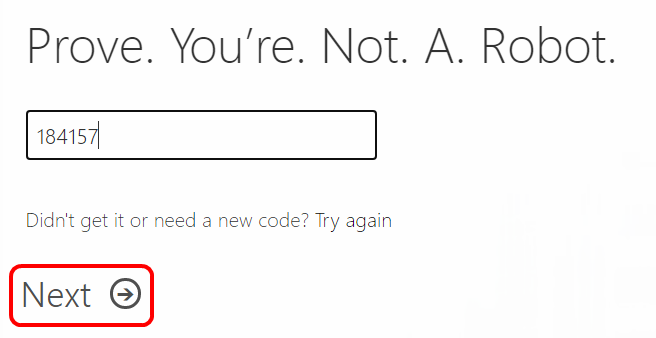 Prove. You’re. Not. A. Robot.
184157
Didn't get it or need a new code? Try again
Next